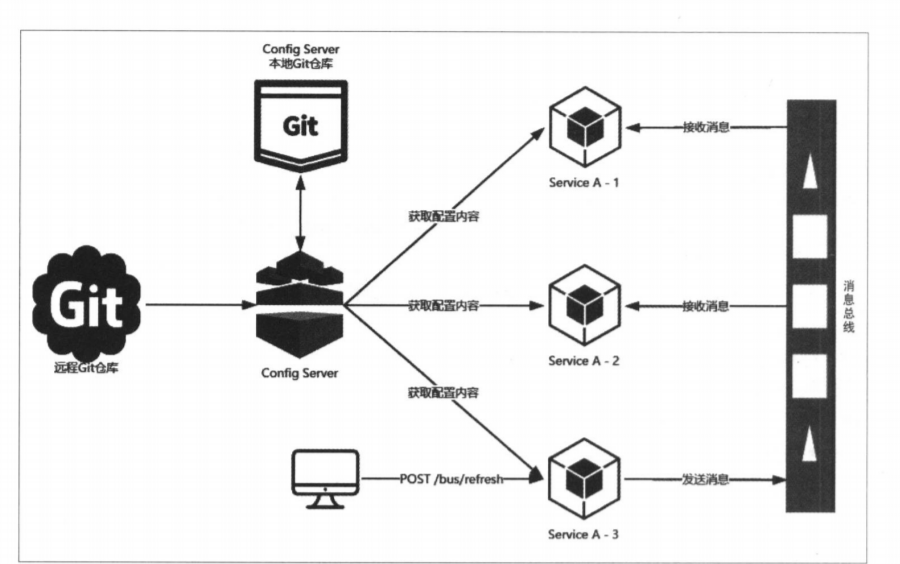 Config Server
本地Git仓库
Git
接收消息
Service A - 1
获取配置内容
Git
远程Git仓库
Config Server
获取配置内容
Service A - 2
接收消息
消息总线
获取配置内容
POST /bus/refresh
Service A - 3
发送消息